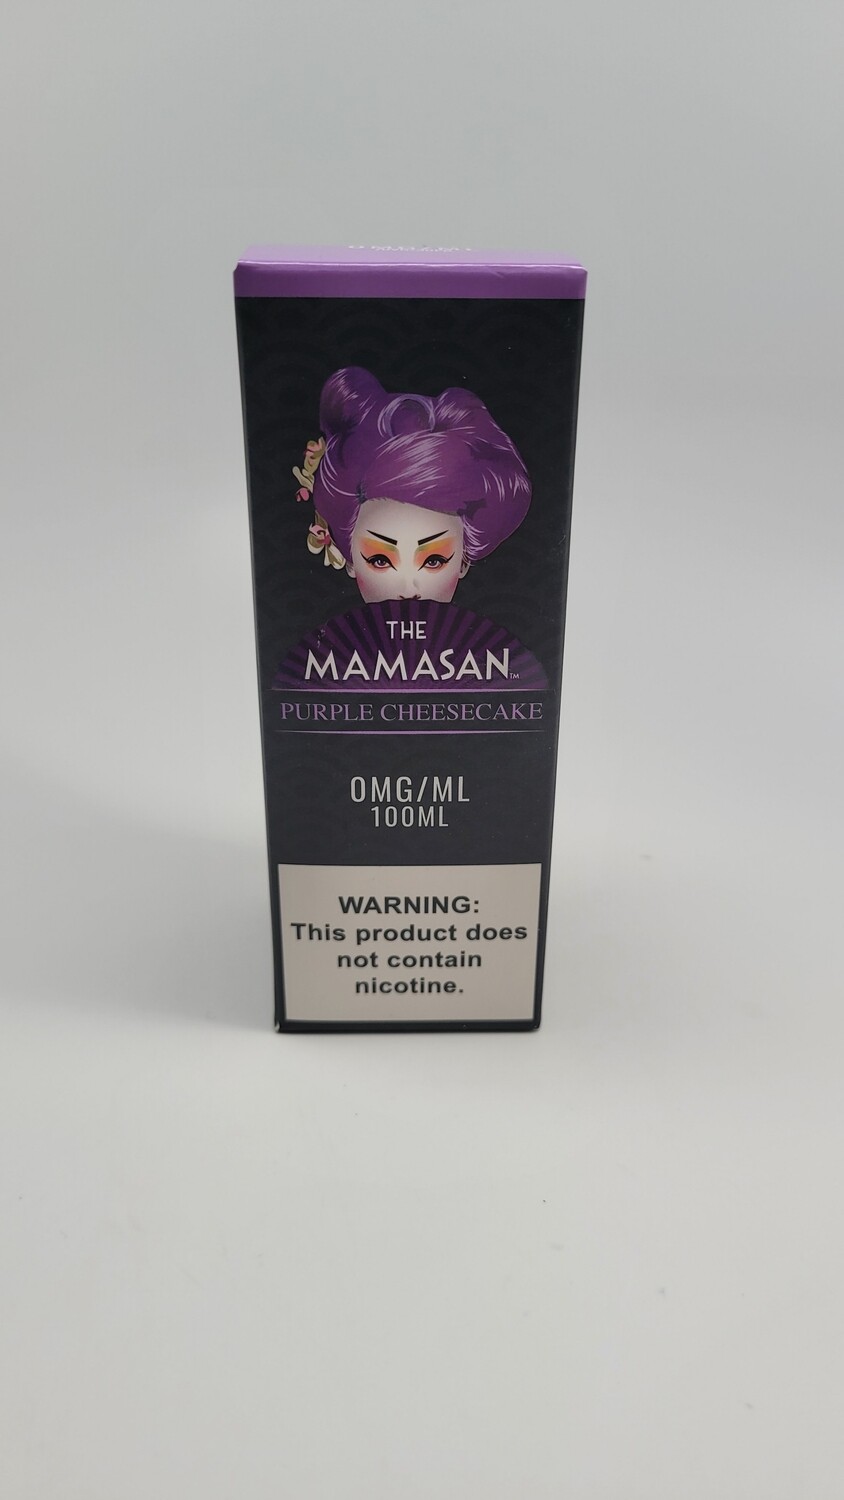 THE
MAMASAN™
PURPLE CHEESECAKE
0MG/ML
100ML
WARNING:
This product does
not contain
nicotine.